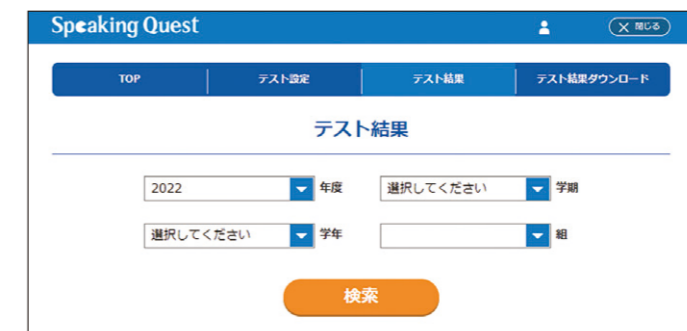 Speaking Quest
× 閉じる
TOP テスト設定 テスト結果 テスト結果ダウンロード
テスト結果
2022 年度 選択してください 学期
選択してください 学年 組
検索